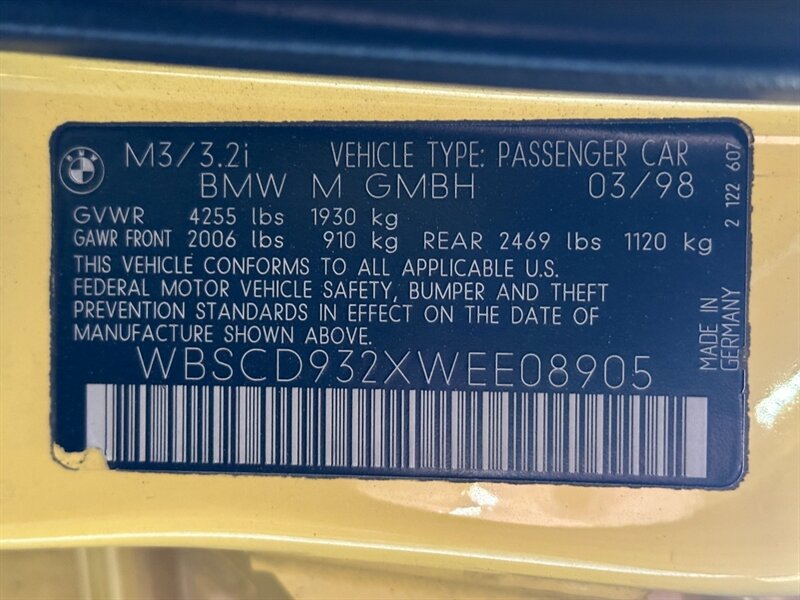 BMW
M3/3.2i VEHICLE TYPE: PASSENGER CAR
BMW M GMBH 03/98
GVWR 4255 lbs 1930 kg
GAWR FRONT 2006 lbs 910 kg REAR 2469 lbs 1120 kg
THIS VEHICLE CONFORMS TO ALL APPLICABLE U.S.
FEDERAL MOTOR VEHICLE SAFETY, BUMPER AND THEFT
PREVENTION STANDARDS IN EFFECT ON THE DATE OF
MANUFACTURE SHOWN ABOVE.
WBSCD932XWEE08905
MADE IN
GERMANY
2 122 607